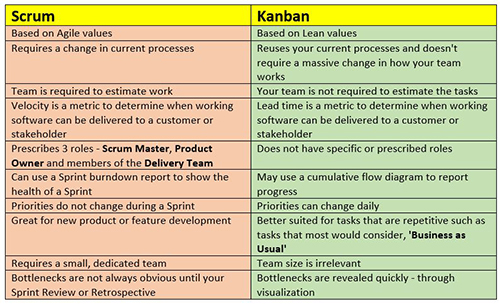 Scrum
Kanban
Based on Agile values
Based on Lean values
Requires a change in current processes
Reuses your current processes and doesn't
require a massive change in how your team
works
Team is required to estimate work
Your team is not required to estimate the tasks
Velocity is a metric to determine when working
software can be delivered to a customer or
stakeholder
Lead time is a metric to determine when working
software can be delivered to a customer or
stakeholder
Prescribes 3 roles - Scrum Master, Product
Owner and members of the Delivery Team
Does not have specific or prescribed roles
Can use a Sprint burndown report to show the
health of a Sprint
May use a cumulative flow diagram to report
progress
Priorities do not change during a Sprint
Priorities can change daily
Great for new product or feature development
Better suited for tasks that are repetitive such as
tasks that most would consider, 'Business as
Usual'
Requires a small, dedicated team
Team size is irrelevant
Bottlenecks are not always obvious until your
Sprint Review or Retrospective
Bottlenecks are revealed quickly - through
visualization